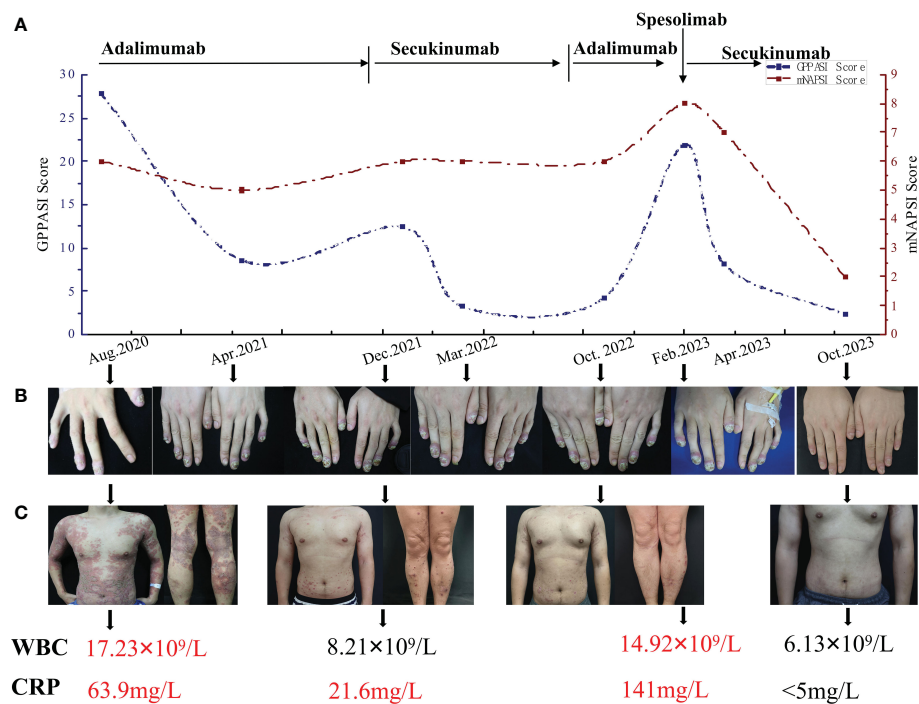 A
Spesolimab
Adalimumab
Secukinumab
Adalimumab
Secukinumab
GPPASI Score
mNAPSI Score
30
25
20
15
10
5
0
GPPASI Score
9
8
7
6
5
4
3
2
1
0
mNAPSI Score
Aug.2020
Apr.2021
Dec.2021
Mar.2022
Oct. 2022
Feb.2023
Apr.2023
Oct.2023
B
C
WBC 17.23×10⁹/L 8.21×10⁹/L 14.92×10⁹/L 6.13×10⁹/L
CRP 63.9mg/L 21.6mg/L 141mg/L <5mg/L